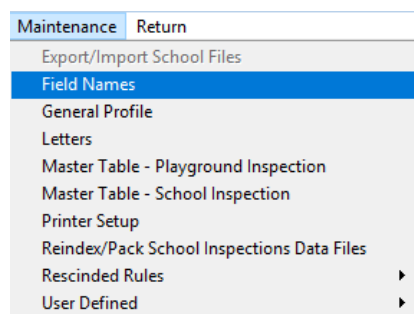 Maintenance Return
Export/Import School Files
Field Names
General Profile
Letters
Master Table - Playground Inspection
Master Table - School Inspection
Printer Setup
Reindex/Pack School Inspections Data Files
Rescinded Rules
User Defined